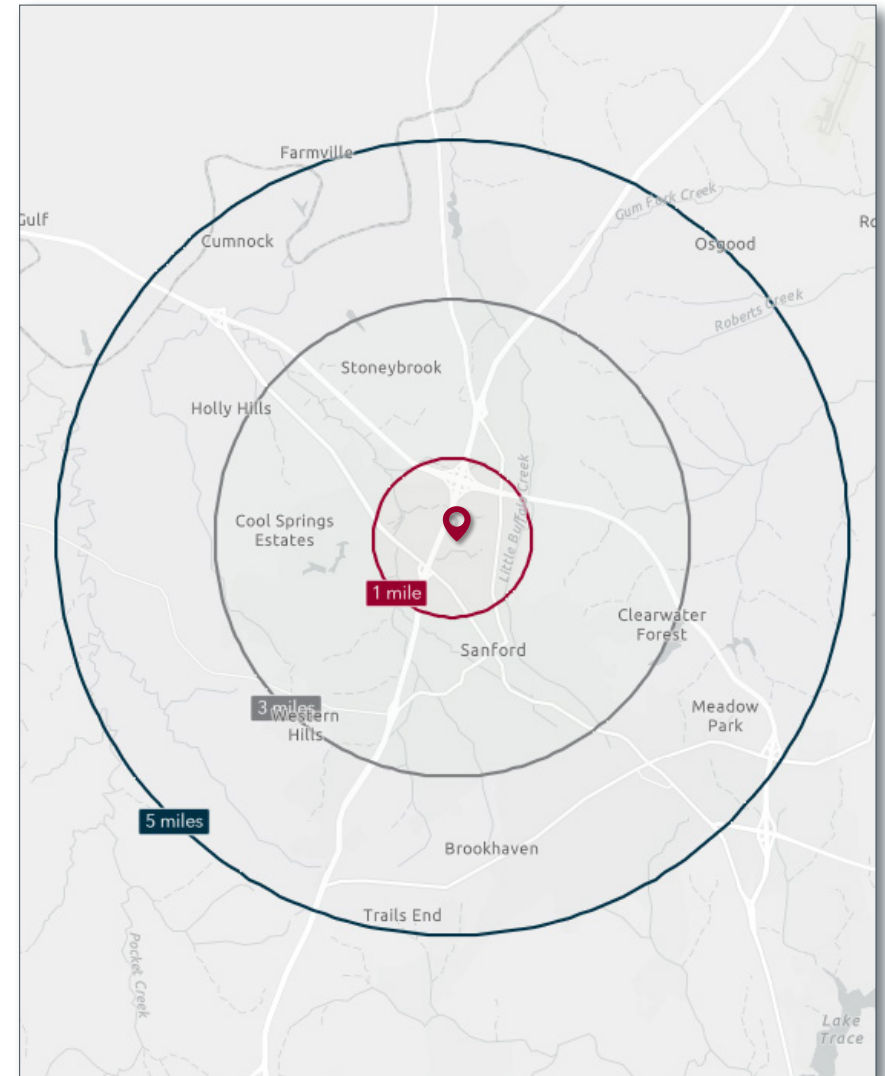 Farmville
Gum Fork Creek
Gulf
Ro
Cumnock
Osgood
Roberts Creek
Stoneybrook
Holly Hills
Little Buffalo Creek
Cool Springs
Estates
1 mile
Clearwater
Forest
Sanford
3 miles
Western
Hills
Meadow
Park
5 miles
Brookhaven
Trails End
Pocket Creek
Lake
Trace